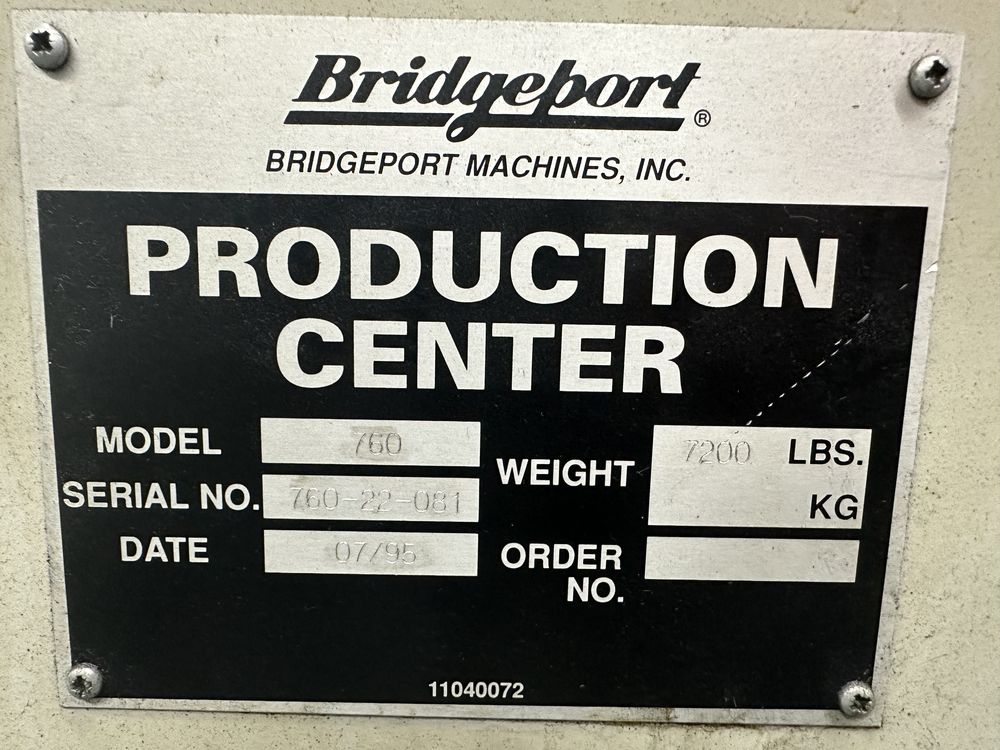 Bridgeport®
BRIDGEPORT MACHINES, INC.
PRODUCTION
CENTER
MODEL 760
SERIAL NO. 760-22-081
DATE 07/95
WEIGHT 7200 LBS.
KG
ORDER
NO.
11040072